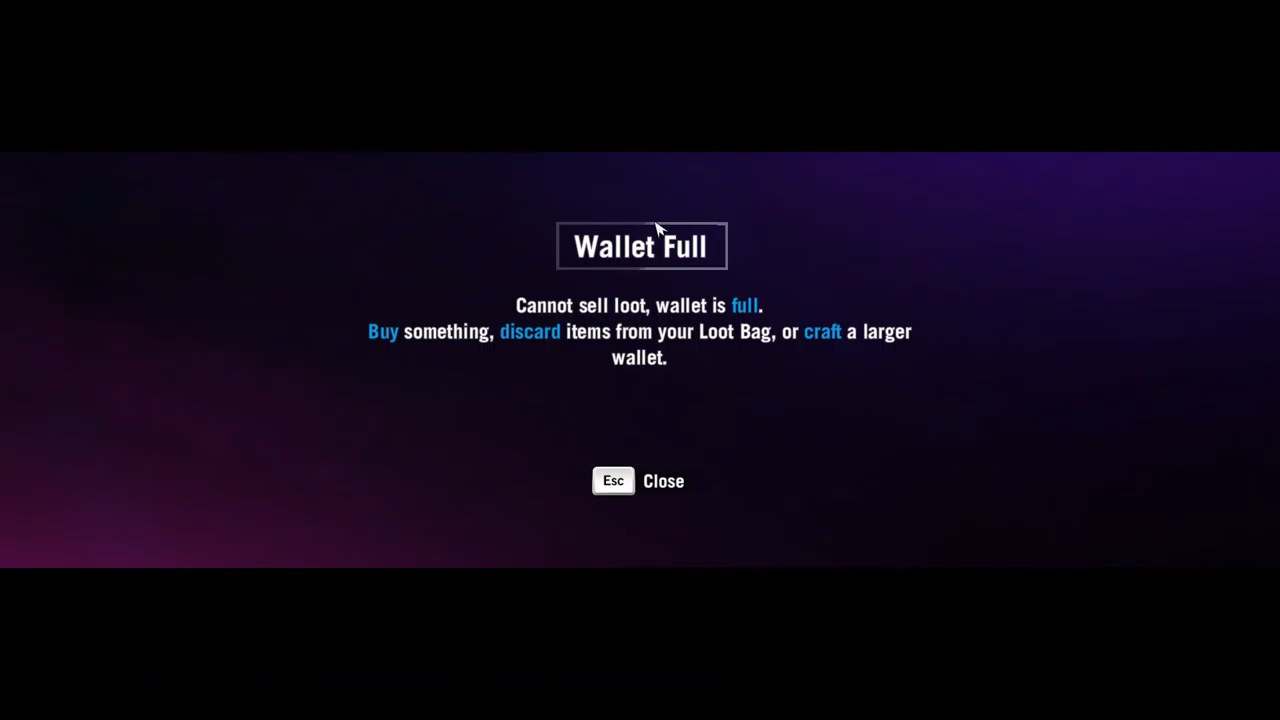 Wallet Full
Cannot sell loot, wallet is full.
Buy something, discard items from your Loot Bag, or craft a larger
wallet.
Esc Close